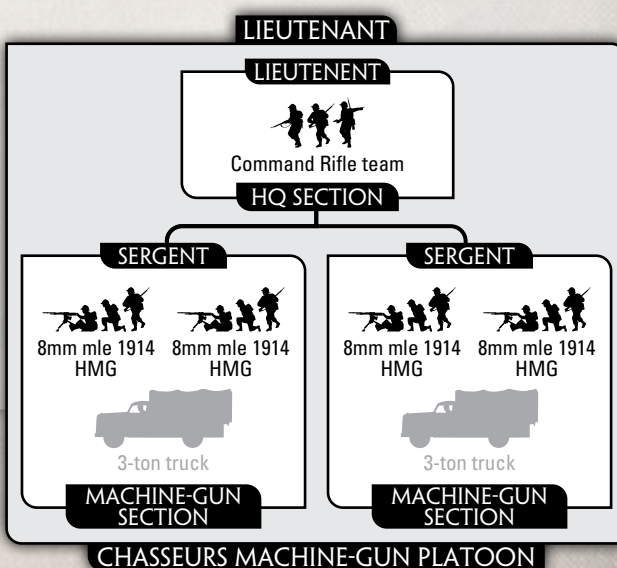 LIEUTENANT
LIEUTENENT
Command Rifle team
HQ SECTION
SERGENT
8mm mle 1914 HMG
8mm mle 1914 HMG
3-ton truck
MACHINE-GUN SECTION
SERGENT
8mm mle 1914 HMG
8mm mle 1914 HMG
3-ton truck
MACHINE-GUN SECTION
CHASSEURS MACHINE-GUN PLATOON